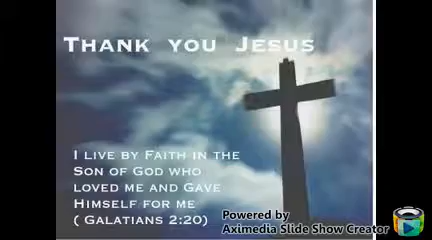 THANK YOU JESUS
I LIVE BY FAITH IN THE
SON OF GOD WHO
LOVED ME AND GAVE
HIMSELF FOR ME
( GALATIANS 2:20)
Powered by
Aximedia Slide Show Creator